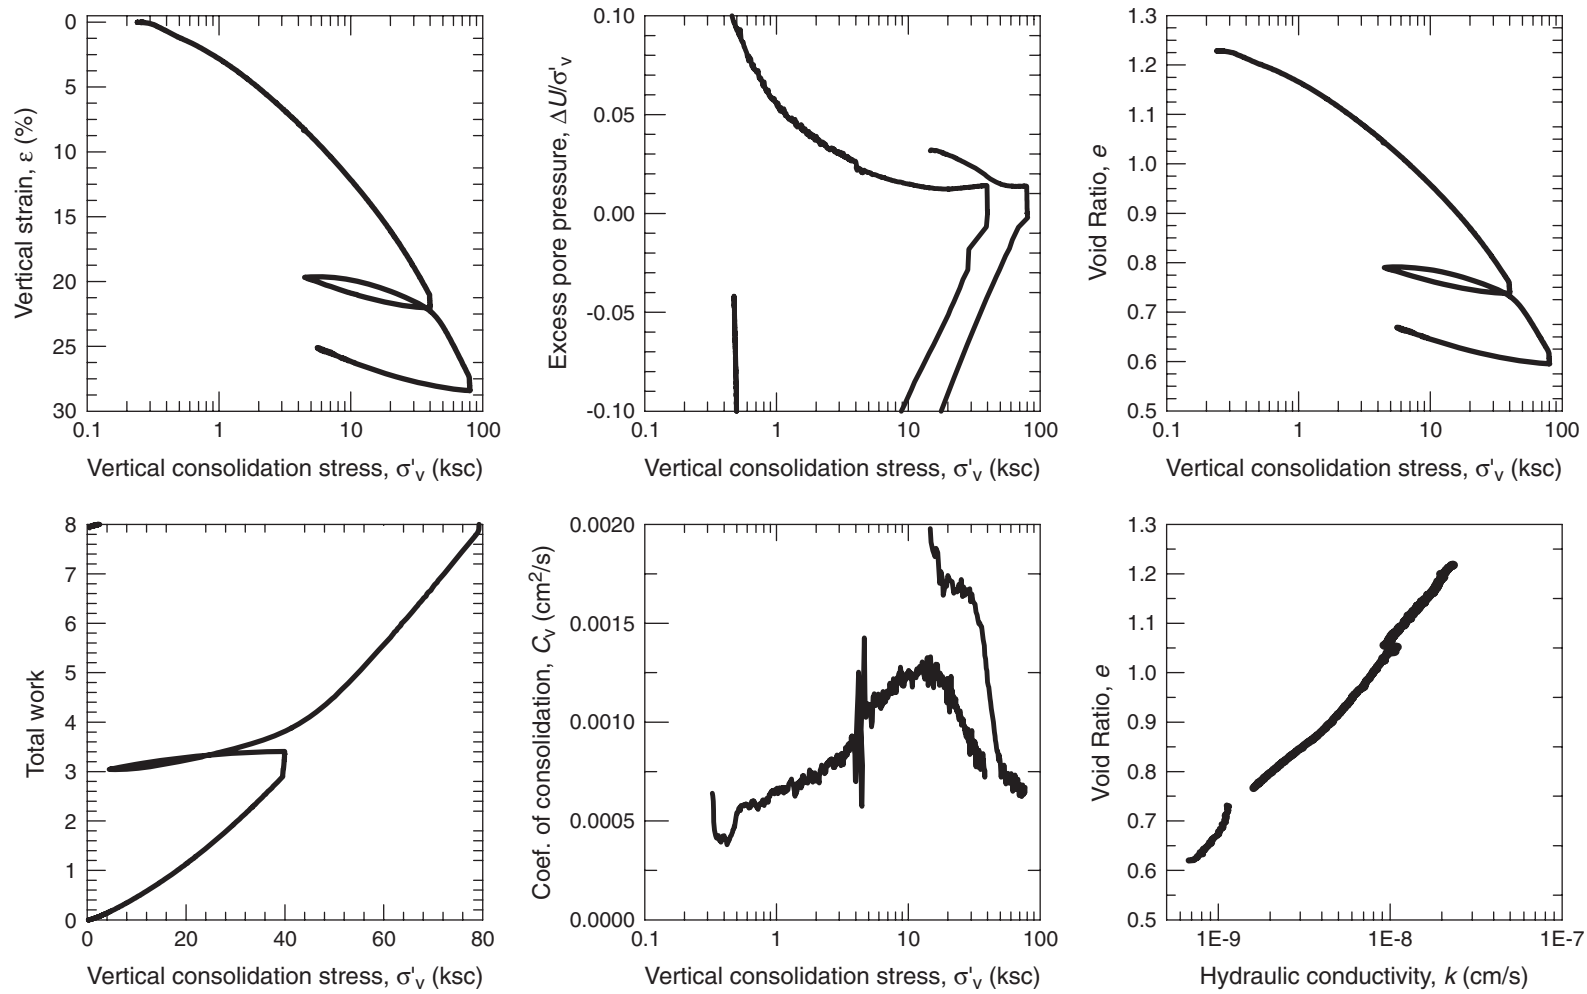 0
5
10
15
20
25
30
Vertical strain, ε (%)
0.1 1 10 100
Vertical consolidation stress, σ'v (ksc)
0.10
0.05
0.00
-0.05
-0.10
Excess pore pressure, ΔU/σ'v
0.1 1 10 100
Vertical consolidation stress, σ'v (ksc)
1.3
1.2
1.1
1.0
0.9
0.8
0.7
0.6
0.5
Void Ratio, e
0.1 1 10 100
Vertical consolidation stress, σ'v (ksc)
8
7
6
5
4
3
2
1
0
Total work
0 20 40 60 80
Vertical consolidation stress, σ'v (ksc)
0.0020
0.0015
0.0010
0.0005
0.0000
Coef. of consolidation, Cv (cm²/s)
0.1 1 10 100
Vertical consolidation stress, σ'v (ksc)
1.3
1.2
1.1
1.0
0.9
0.8
0.7
0.6
0.5
Void Ratio, e
1E-9 1E-8 1E-7
Hydraulic conductivity, k (cm/s)